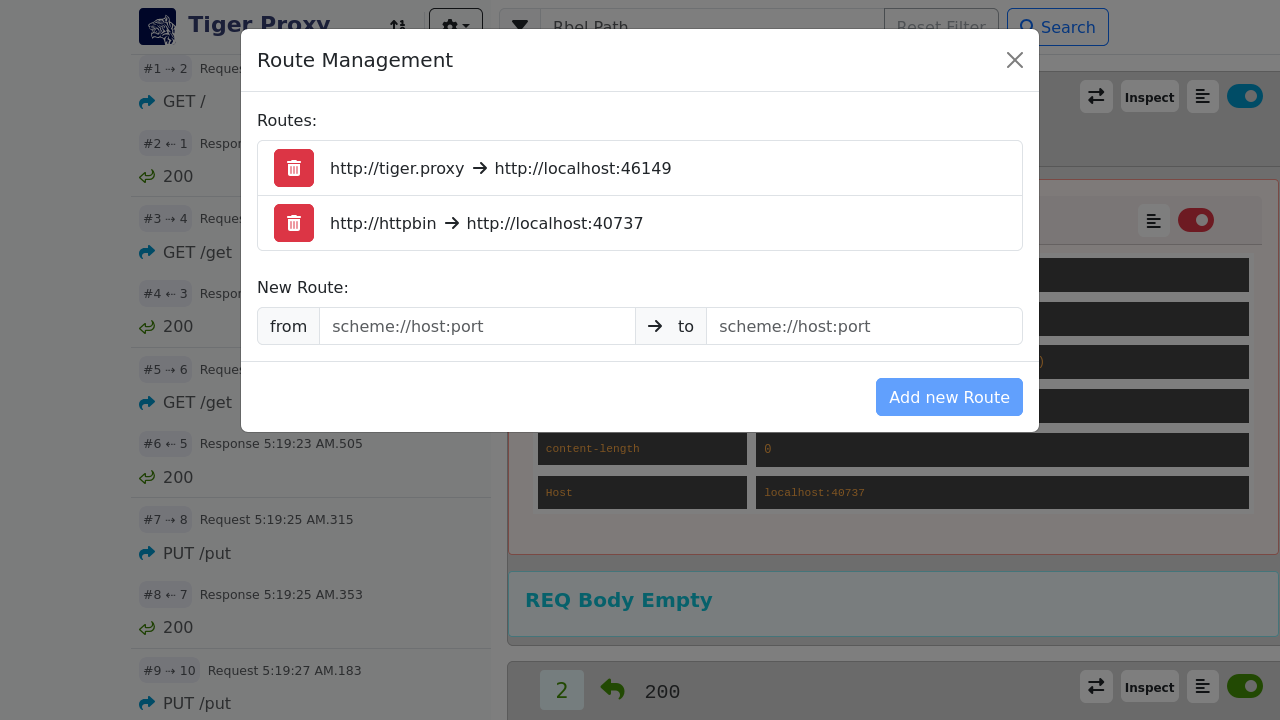 Tiger Proxy
Rbel Path
Reset Filter
Search
Route Management
Routes:
http://tiger.proxy → http://localhost:46149
http://httpbin → http://localhost:40737
New Route:
from scheme://host:port → to scheme://host:port
Add new Route
#1 ⇢ 2
GET /
#2 ⇠ 1
200
#3 ⇢ 4
GET /get
#4 ⇠ 3
200
#5 ⇢ 6
GET /get
#6 ⇠ 5 Response 5:19:23 AM.505
200
#7 ⇢ 8 Request 5:19:25 AM.315
PUT /put
#8 ⇠ 7 Response 5:19:25 AM.353
200
#9 ⇢ 10 Request 5:19:27 AM.183
PUT /put
Inspect
content-length 0
Host localhost:40737
REQ Body Empty
2 200
Inspect